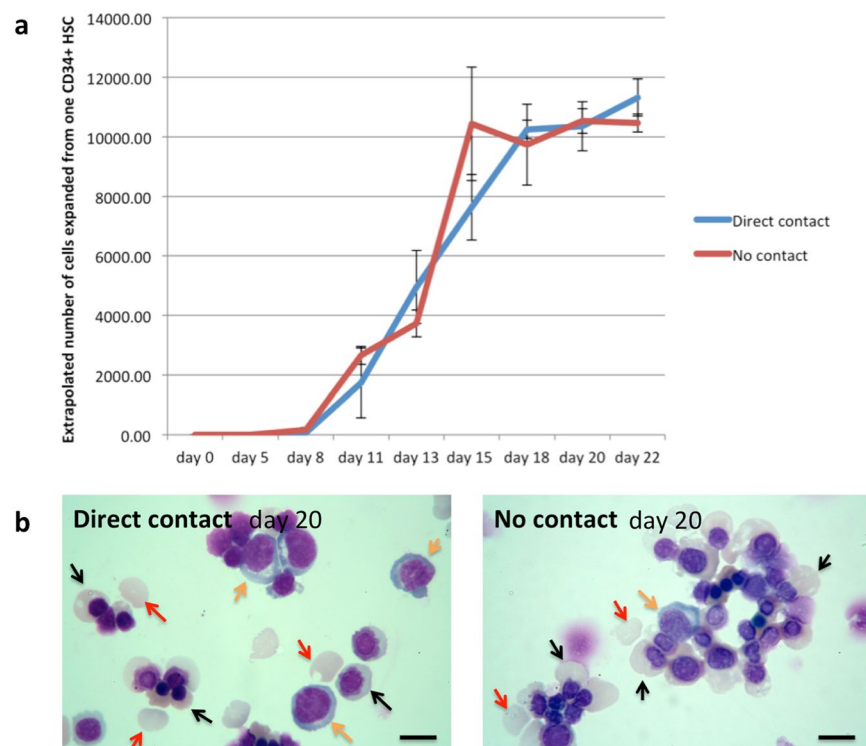 a
14000.00
12000.00
10000.00
8000.00
6000.00
4000.00
2000.00
0.00
Extrapolated number of cells expanded from one CD34+ HSC
day 0 day 5 day 8 day 11 day 13 day 15 day 18 day 20 day 22
Direct contact
No contact
b
Direct contact day 20
No contact day 20